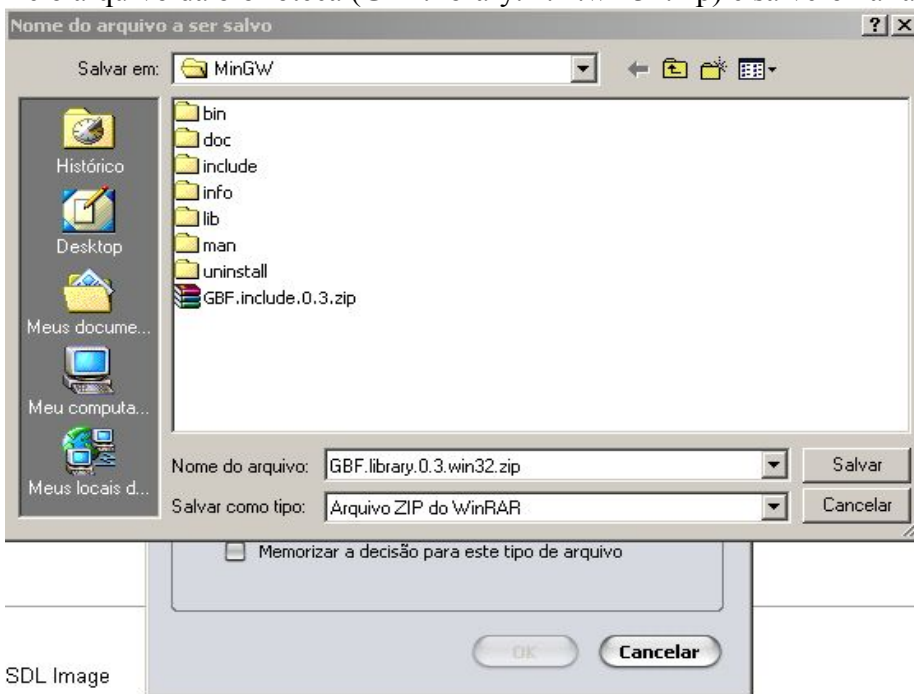 Nome do arquivo a ser salvo
Salvar em: MinGW
Histórico
Desktop
Meus docume...
Meu computa...
Meus locais d...
bin
doc
include
info
lib
man
uninstall
GBF.include.0.3.zip
Nome do arquivo: GBF.library.0.3.win32.zip Salvar
Salvar como tipo: Arquivo ZIP do WinRAR Cancelar
Memorizar a decisão para este tipo de arquivo
OK Cancelar
SDL Image